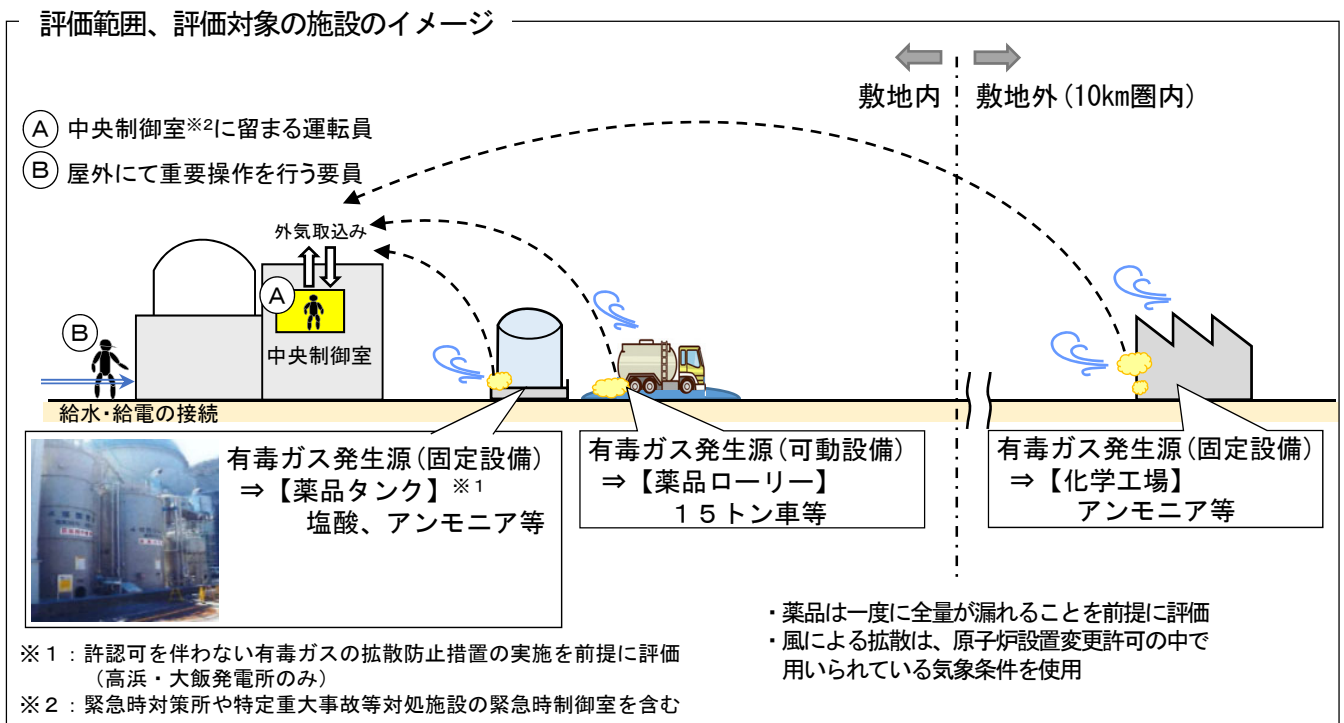 評価範囲、評価対象の施設のイメージ
敷地内
敷地外(10km圏内)
Ⓐ 中央制御室※2に留まる運転員
Ⓑ 屋外にて重要操作を行う要員
外気取込み
A
中央制御室
B
給水・給電の接続
有毒ガス発生源(固定設備)
⇒【薬品タンク】※1
塩酸、アンモニア等
有毒ガス発生源(可動設備)
⇒【薬品ローリー】
15トン車等
有毒ガス発生源(固定設備)
⇒【化学工場】
アンモニア等
・薬品は一度に全量が漏れることを前提に評価
・風による拡散は、原子炉設置変更許可の中で
用いられている気象条件を使用
※1:許認可を伴わない有毒ガスの拡散防止措置の実施を前提に評価
(高浜・大飯発電所のみ)
※2:緊急時対策所や特定重大事故等対処施設の緊急時制御室を含む